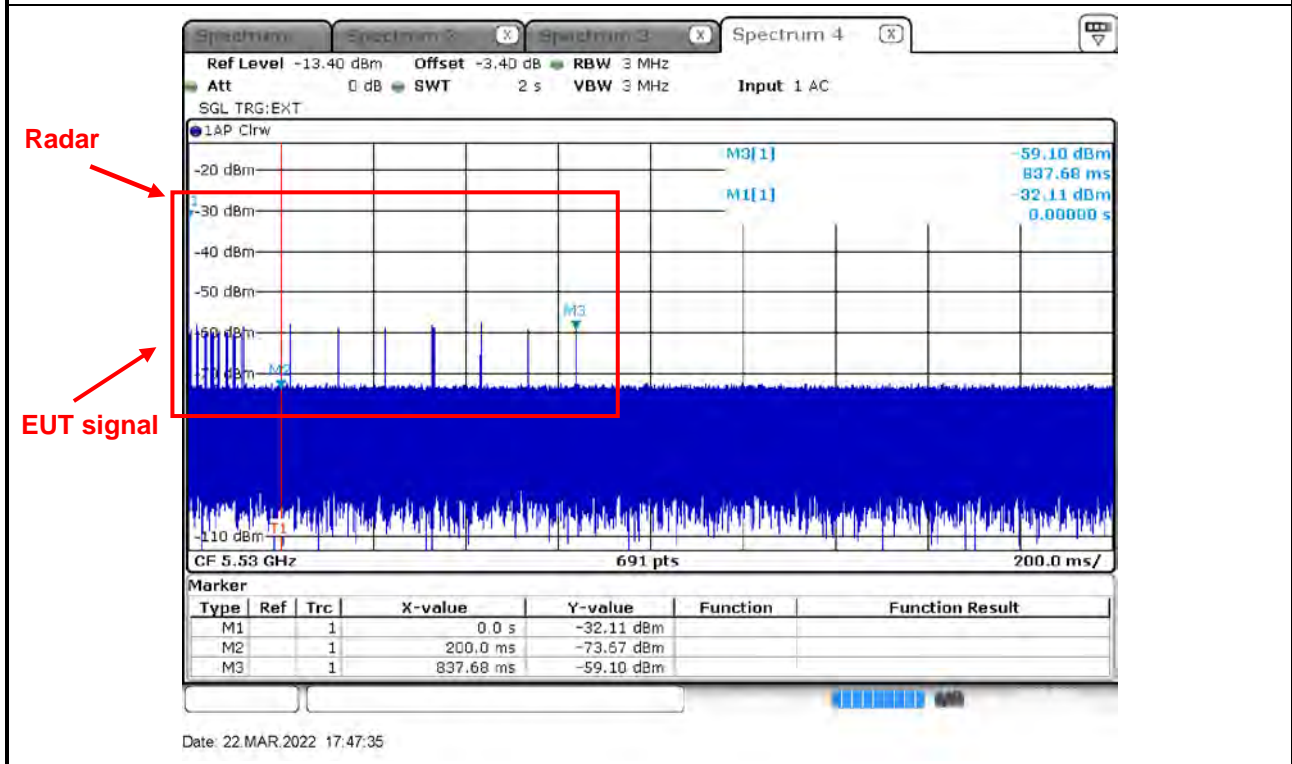 Spectrum 4
Ref Level -13.40 dBm Offset -3.40 dB RBW 3 MHz
Att 0 dB SWT 2 s VBW 3 MHz Input 1 AC
SGL TRG:EXT
1AP Clrw
Radar
M3[1] -59.10 dBm
837.68 ms
-20 dBm
M1[1] -32.11 dBm
0.00000 s
-30 dBm
-40 dBm
-50 dBm
M3
-60 dBm
M2
-70 dBm
EUT signal
T1
-110 dBm
CF 5.53 GHz 691 pts 200.0 ms/
Marker
Type Ref Trc X-value Y-value Function Function Result
M1 1 0.0 s -32.11 dBm
M2 1 200.0 ms -73.67 dBm
M3 1 837.68 ms -59.10 dBm
Date: 22.MAR.2022 17:47:35